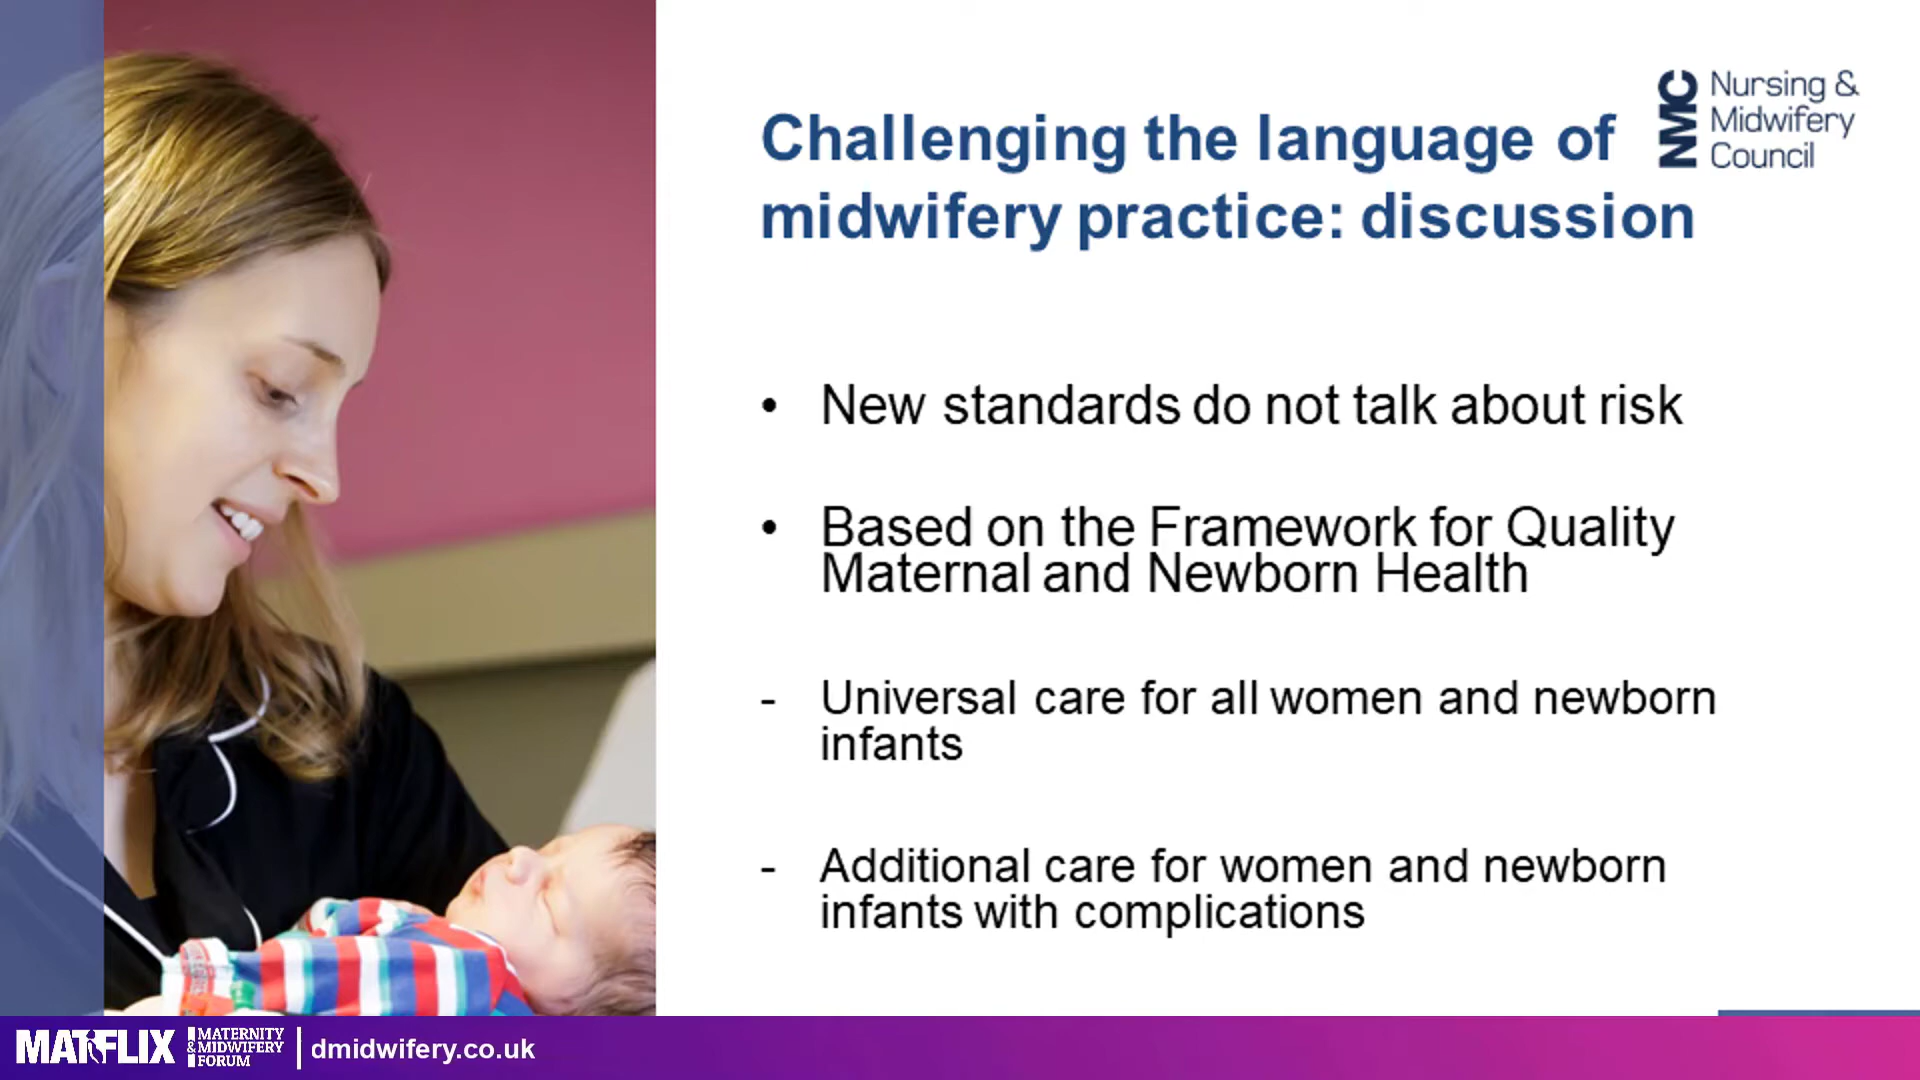 Challenging the language of
midwifery practice: discussion
NMC
Nursing &
Midwifery
Council
• New standards do not talk about risk
• Based on the Framework for Quality
Maternal and Newborn Health
- Universal care for all women and newborn
infants
- Additional care for women and newborn
infants with complications
MATFLIX
MATERNITY
& MIDWIFERY
FORUM
dmidwifery.co.uk